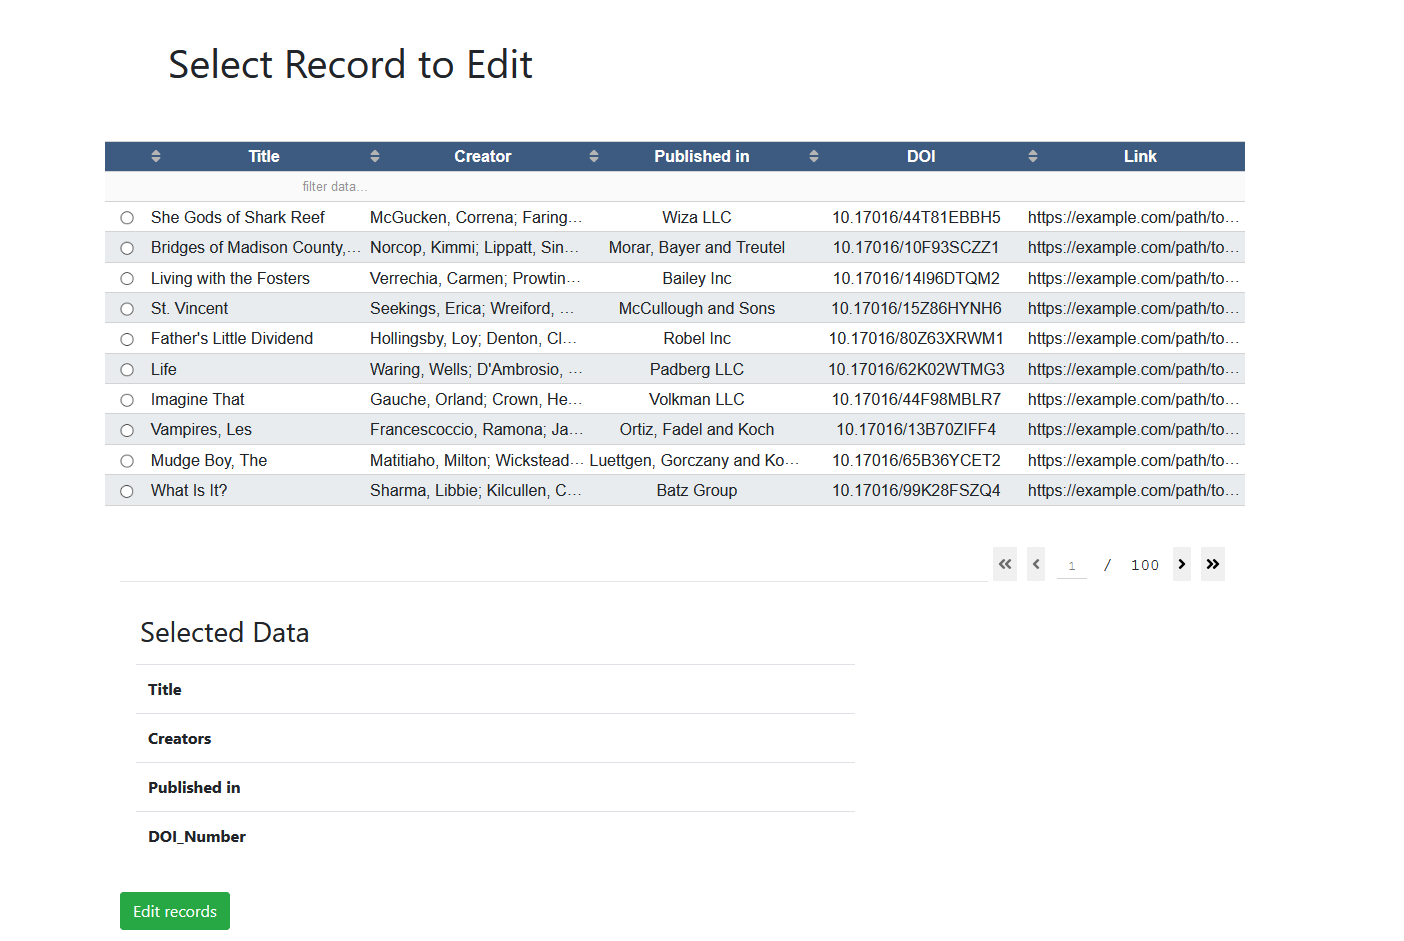 Select Record to Edit
Title Creator Published in DOI Link
filter data...
She Gods of Shark Reef McGucken, Correna; Faring... Wiza LLC 10.17016/44T81EBBH5 https://example.com/path/to...
Bridges of Madison County,... Norcop, Kimmi; Lippatt, Sin... Morar, Bayer and Treutel 10.17016/10F93SCZZ1 https://example.com/path/to...
Living with the Fosters Verrechia, Carmen; Prowtin... Bailey Inc 10.17016/14I96DTQM2 https://example.com/path/to...
St. Vincent Seekings, Erica; Wreiford, ... McCullough and Sons 10.17016/15Z86HYNH6 https://example.com/path/to...
Father's Little Dividend Hollingsby, Loy; Denton, Cl... Robel Inc 10.17016/80Z63XRWM1 https://example.com/path/to...
Life Waring, Wells; D'Ambrosio, ... Padberg LLC 10.17016/62K02WTMG3 https://example.com/path/to...
Imagine That Gauche, Orland; Crown, He... Volkman LLC 10.17016/44F98MBLR7 https://example.com/path/to...
Vampires, Les Francescoccio, Ramona; Ja... Ortiz, Fadel and Koch 10.17016/13B70ZIFF4 https://example.com/path/to...
Mudge Boy, The Matitiaho, Milton; Wickstead... Luettgen, Gorczany and Ko... 10.17016/65B36YCET2 https://example.com/path/to...
What Is It? Sharma, Libbie; Kilcullen, C... Batz Group 10.17016/99K28FSZQ4 https://example.com/path/to...
1 / 100
Selected Data
Title
Creators
Published in
DOI_Number
Edit records